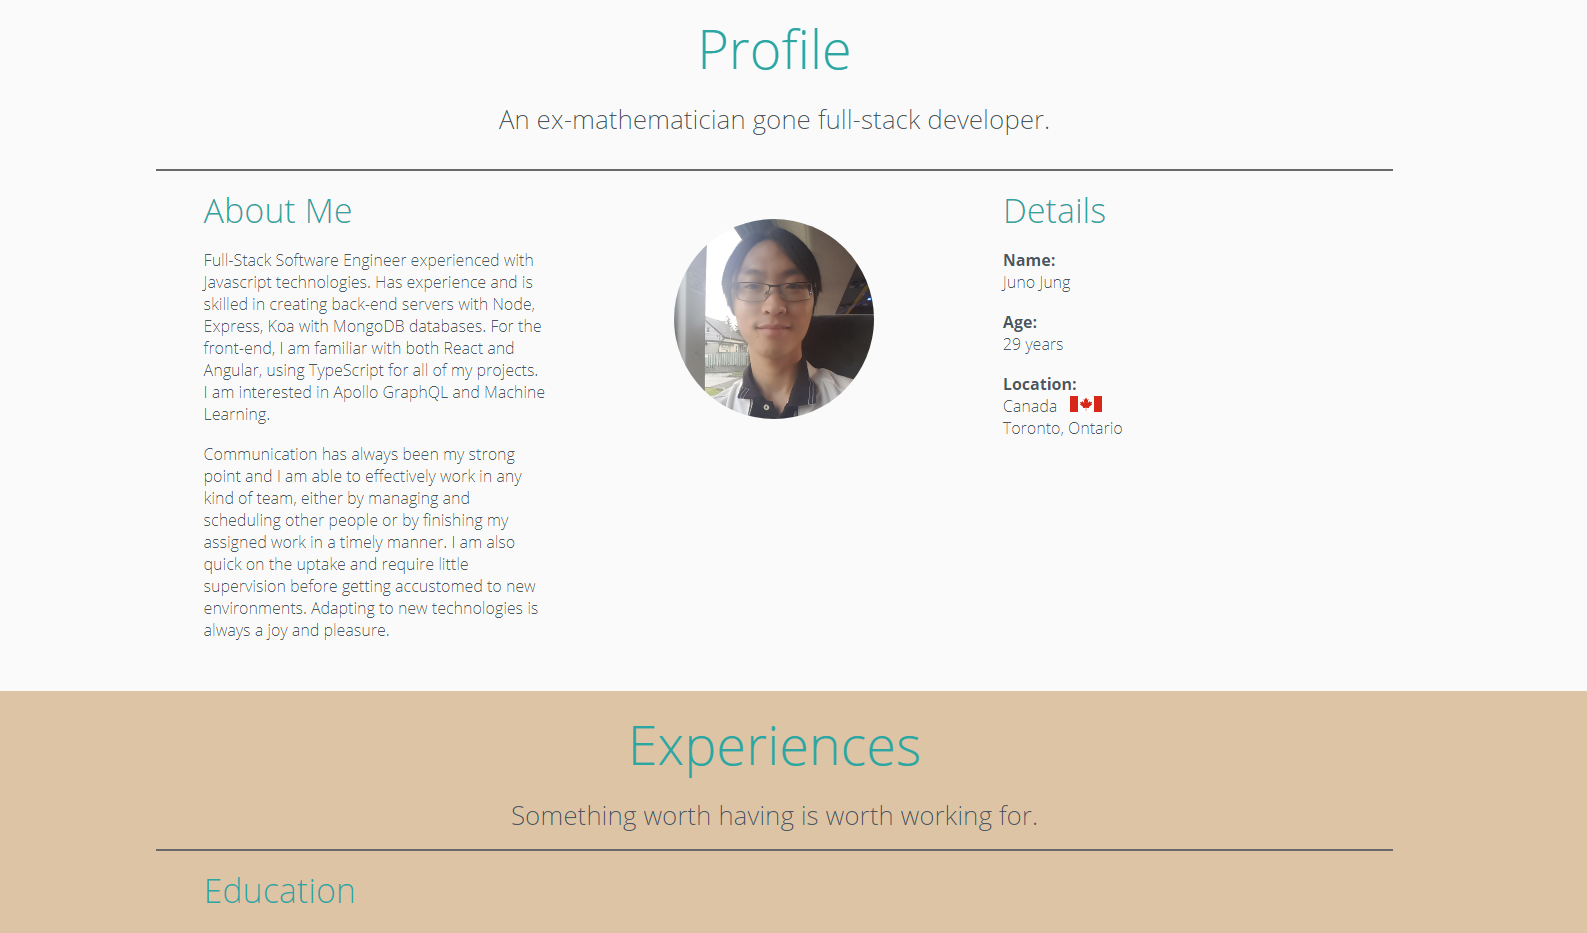 Profile
An ex-mathematician gone full-stack developer.
About Me
Full-Stack Software Engineer experienced with
Javascript technologies. Has experience and is
skilled in creating back-end servers with Node,
Express, Koa with MongoDB databases. For the
front-end, I am familiar with both React and
Angular, using TypeScript for all of my projects.
I am interested in Apollo GraphQL and Machine
Learning.
Communication has always been my strong
point and I am able to effectively work in any
kind of team, either by managing and
scheduling other people or by finishing my
assigned work in a timely manner. I am also
quick on the uptake and require little
supervision before getting accustomed to new
environments. Adapting to new technologies is
always a joy and pleasure.
Details
Name:
Juno Jung
Age:
29 years
Location:
Canada
Toronto, Ontario
Experiences
Something worth having is worth working for.
Education